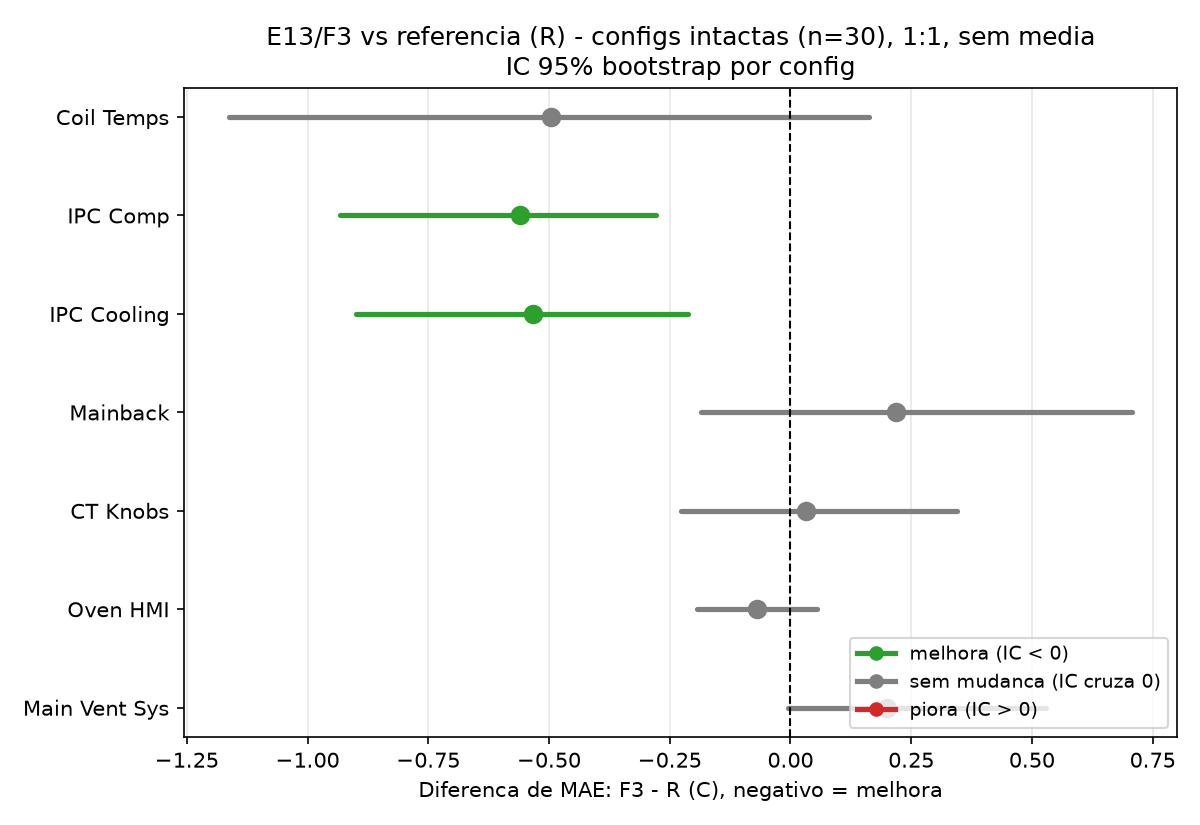 E13/F3 vs referencia (R) - configs intactas (n=30), 1:1, sem media
IC 95% bootstrap por config
Coil Temps
IPC Comp
IPC Cooling
Mainback
CT Knobs
Oven HMI
Main Vent Sys
melhora (IC < 0)
sem mudanca (IC cruza 0)
piora (IC > 0)
−1.25 −1.00 −0.75 −0.50 −0.25 0.00 0.25 0.50 0.75
Diferenca de MAE: F3 - R (C), negativo = melhora